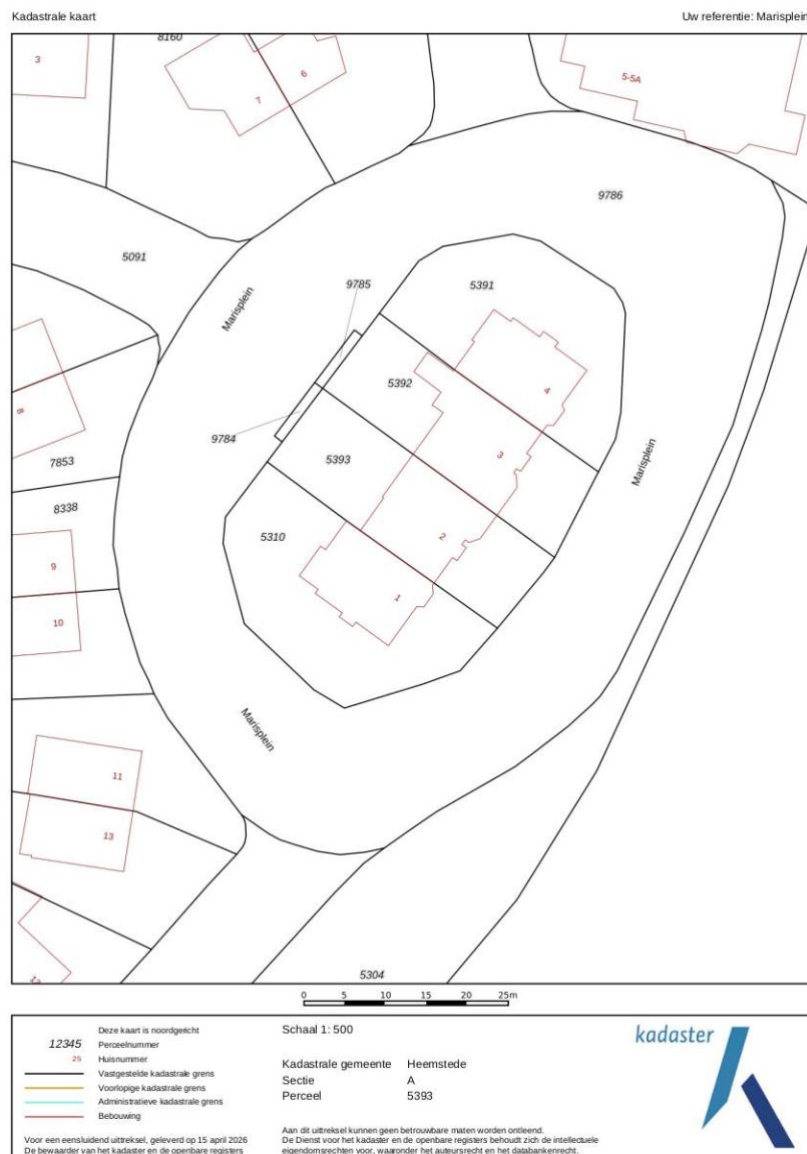 Kadastrale kaart
Uw referentie: Marisplein
8160
3
7
6
5-5A
9786
5091
9785
5391
Marisplein
5392
4
8
9784
3
Marisplein
7853
5393
8338
5310
2
9
1
10
Marisplein
11
13
5304
0 5 10 15 20 25m
Deze kaart is noordgericht
12345 Perceelnummer
25 Huisnummer
Vastgestelde kadastrale grens
Voorlopige kadastrale grens
Administratieve kadastrale grens
Bebouwing
Schaal 1: 500
Kadastrale gemeente Heemstede
Sectie A
Perceel 5393
kadaster
Voor een eensluidend uittreksel, geleverd op 15 april 2026
De bewaarder van het kadaster en de openbare registers
Aan dit uittreksel kunnen geen betrouwbare maten worden ontleend.
De Dienst voor het kadaster en de openbare registers behoudt zich de intellectuele
eigendomsrechten voor, waaronder het auteursrecht en het databankenrecht.